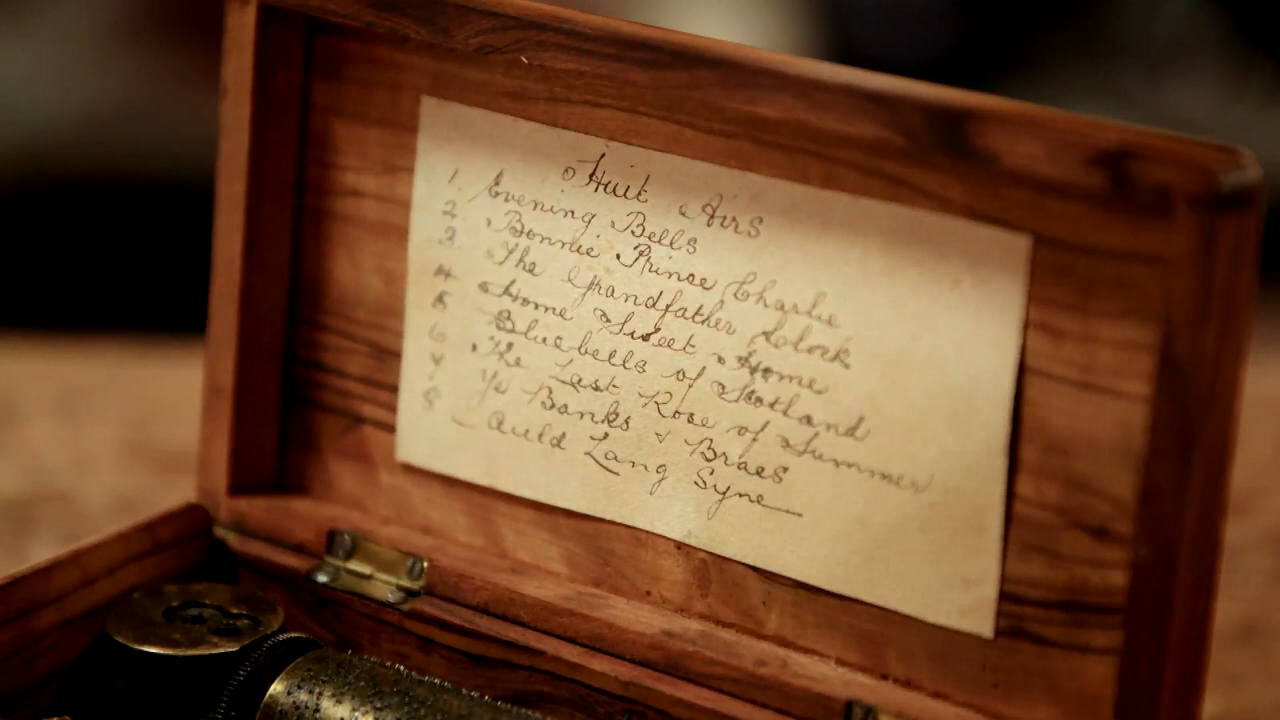 Huit Airs
1. Evening Bells
2. Bonnie Prince Charlie
3. The Grandfather Clock
4. Home Sweet Home
5 Bluebells of Scotland
6 The Last Rose of Summer
7 Ye Banks & Braes
8 Auld Lang Syne